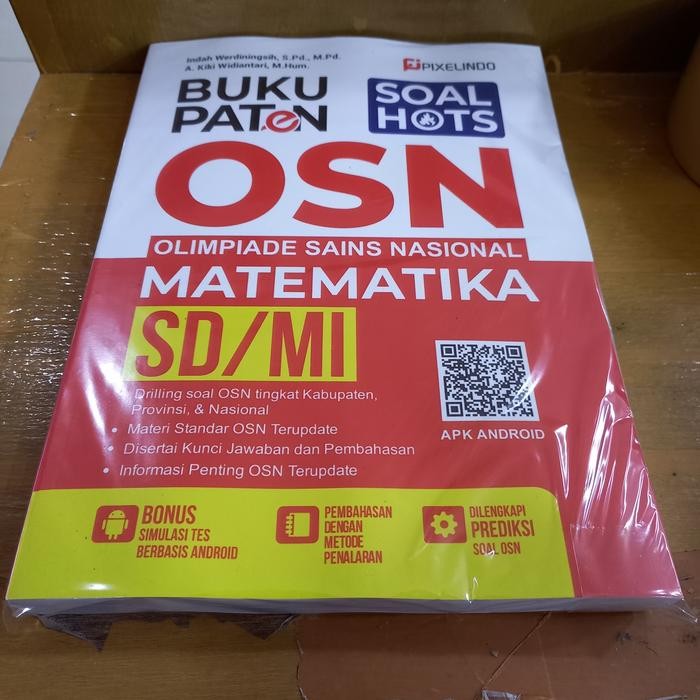 Indah Werdiningsih, S.Pd., M.Pd.
A. Kiki Widiantari, M.Hum.
PIXELINDO
BUKU
PATeN
SOAL
HOTS
OSN
OLIMPIADE SAINS NASIONAL
MATEMATIKA
SD/MI
• Drilling soal OSN tingkat Kabupaten,
Provinsi, & Nasional
• Materi Standar OSN Terupdate
• Disertai Kunci Jawaban dan Pembahasan
• Informasi Penting OSN Terupdate
APK ANDROID
BONUS
SIMULASI TES
BERBASIS ANDROID
PEMBAHASAN
DENGAN
METODE
PENALARAN
DILENGKAPI
PREDIKSI
SOAL OSN